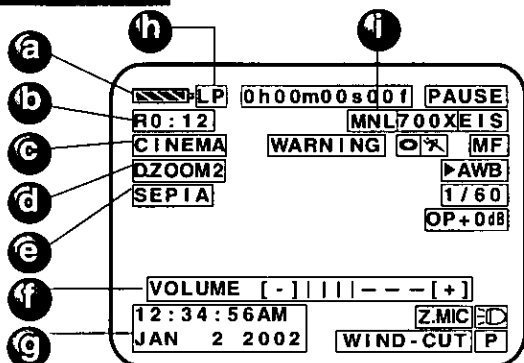 h i
a LP 0h00m00s00f PAUSE
b R0:12 MNL 700X EIS
c CINEMA WARNING MF
d D.ZOOM2 ▶AWB
e SEPIA 1/60
OP+0dB
f VOLUME [-]||||---[+]
12:34:56AM Z.MIC
g JAN 2 2002 WIND-CUT P